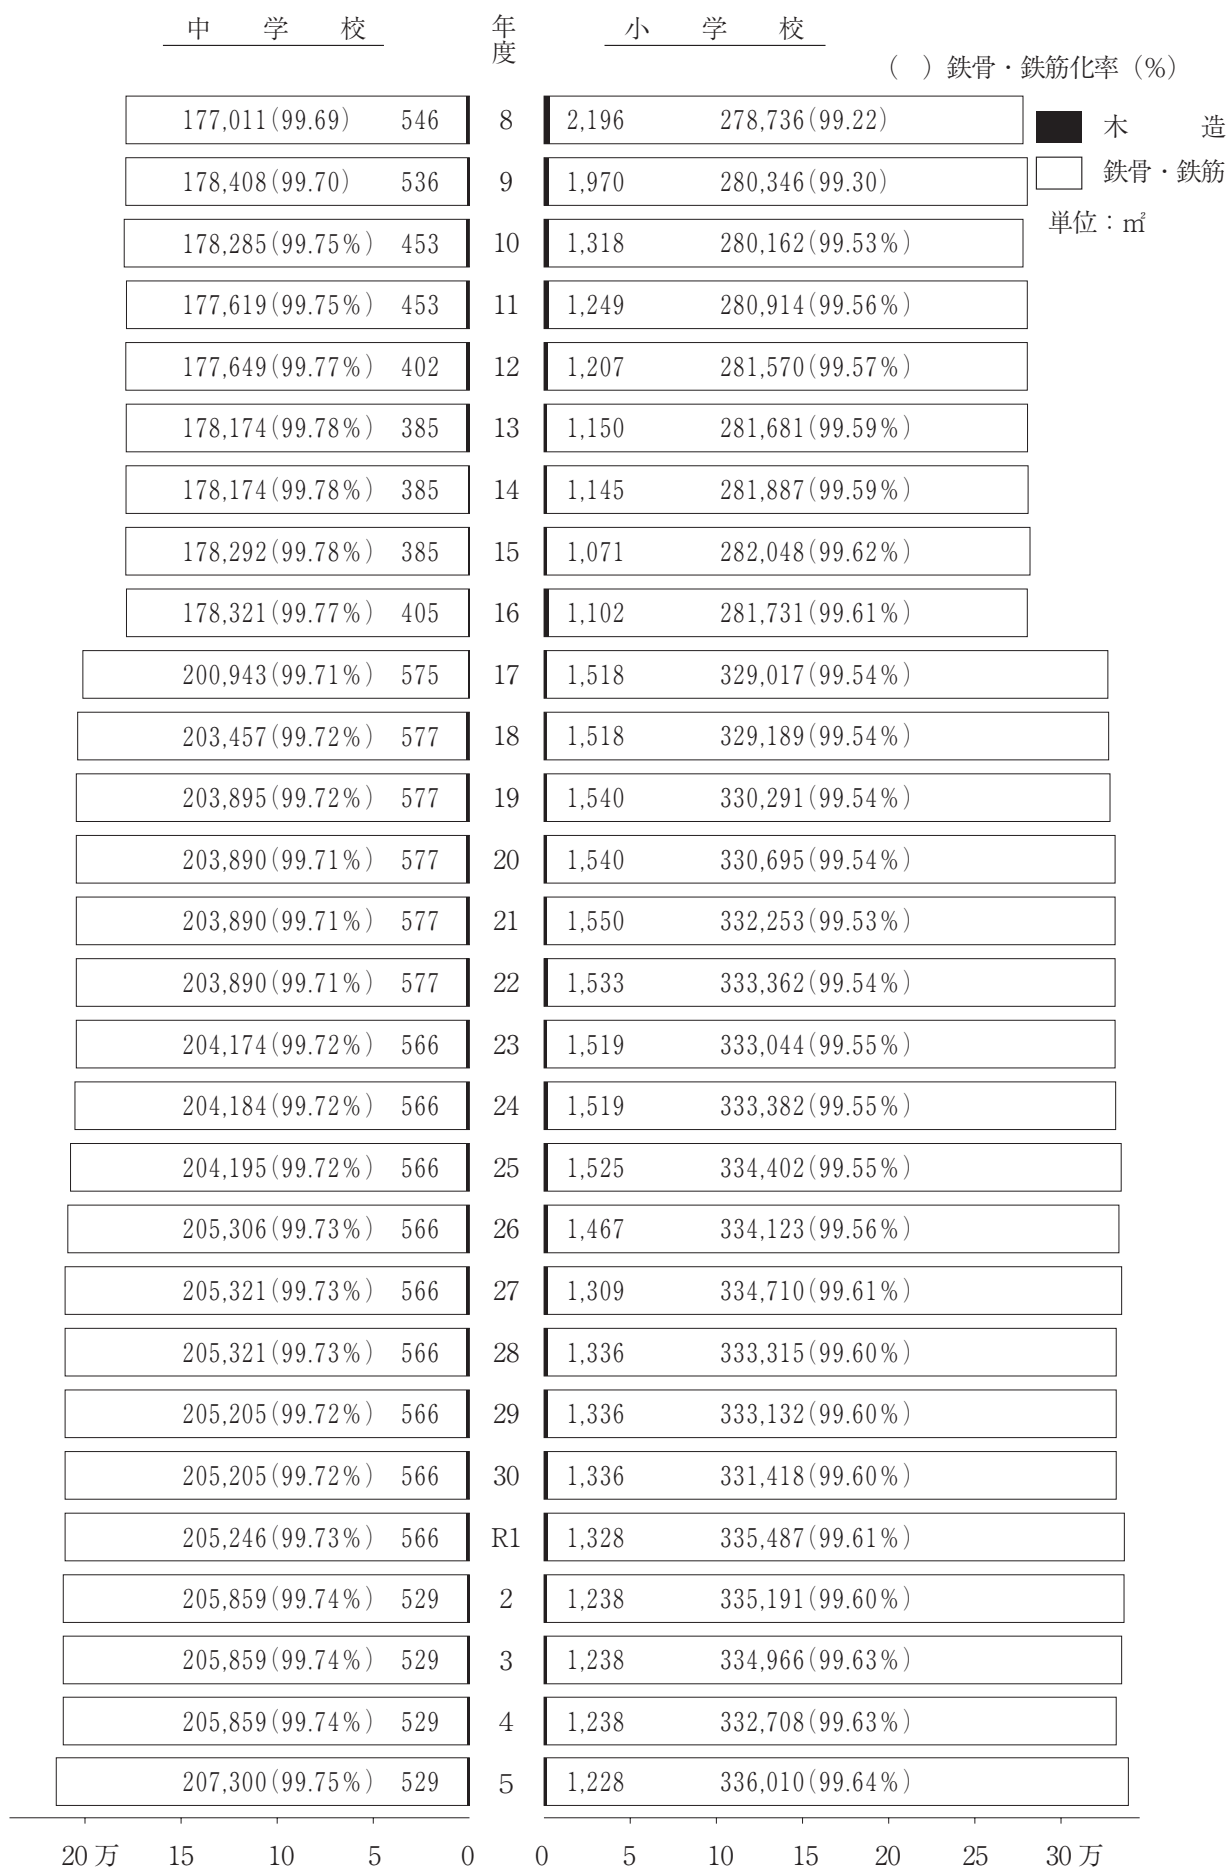 中学校 年度 小学校
（　）鉄骨・鉄筋化率（%）
177,011(99.69) 546 8 2,196 278,736(99.22)
木造
178,408(99.70) 536 9 1,970 280,346(99.30)
鉄骨・鉄筋
単位：㎡
178,285(99.75%) 453 10 1,318 280,162(99.53%)
177,619(99.75%) 453 11 1,249 280,914(99.56%)
177,649(99.77%) 402 12 1,207 281,570(99.57%)
178,174(99.78%) 385 13 1,150 281,681(99.59%)
178,174(99.78%) 385 14 1,145 281,887(99.59%)
178,292(99.78%) 385 15 1,071 282,048(99.62%)
178,321(99.77%) 405 16 1,102 281,731(99.61%)
200,943(99.71%) 575 17 1,518 329,017(99.54%)
203,457(99.72%) 577 18 1,518 329,189(99.54%)
203,895(99.72%) 577 19 1,540 330,291(99.54%)
203,890(99.71%) 577 20 1,540 330,695(99.54%)
203,890(99.71%) 577 21 1,550 332,253(99.53%)
203,890(99.71%) 577 22 1,533 333,362(99.54%)
204,174(99.72%) 566 23 1,519 333,044(99.55%)
204,184(99.72%) 566 24 1,519 333,382(99.55%)
204,195(99.72%) 566 25 1,525 334,402(99.55%)
205,306(99.73%) 566 26 1,467 334,123(99.56%)
205,321(99.73%) 566 27 1,309 334,710(99.61%)
205,321(99.73%) 566 28 1,336 333,315(99.60%)
205,205(99.72%) 566 29 1,336 333,132(99.60%)
205,205(99.72%) 566 30 1,336 331,418(99.60%)
205,246(99.73%) 566 R1 1,328 335,487(99.61%)
205,859(99.74%) 529 2 1,238 335,191(99.60%)
205,859(99.74%) 529 3 1,238 334,966(99.63%)
205,859(99.74%) 529 4 1,238 332,708(99.63%)
207,300(99.75%) 529 5 1,228 336,010(99.64%)
20万 15 10 5 0 0 5 10 15 20 25 30万